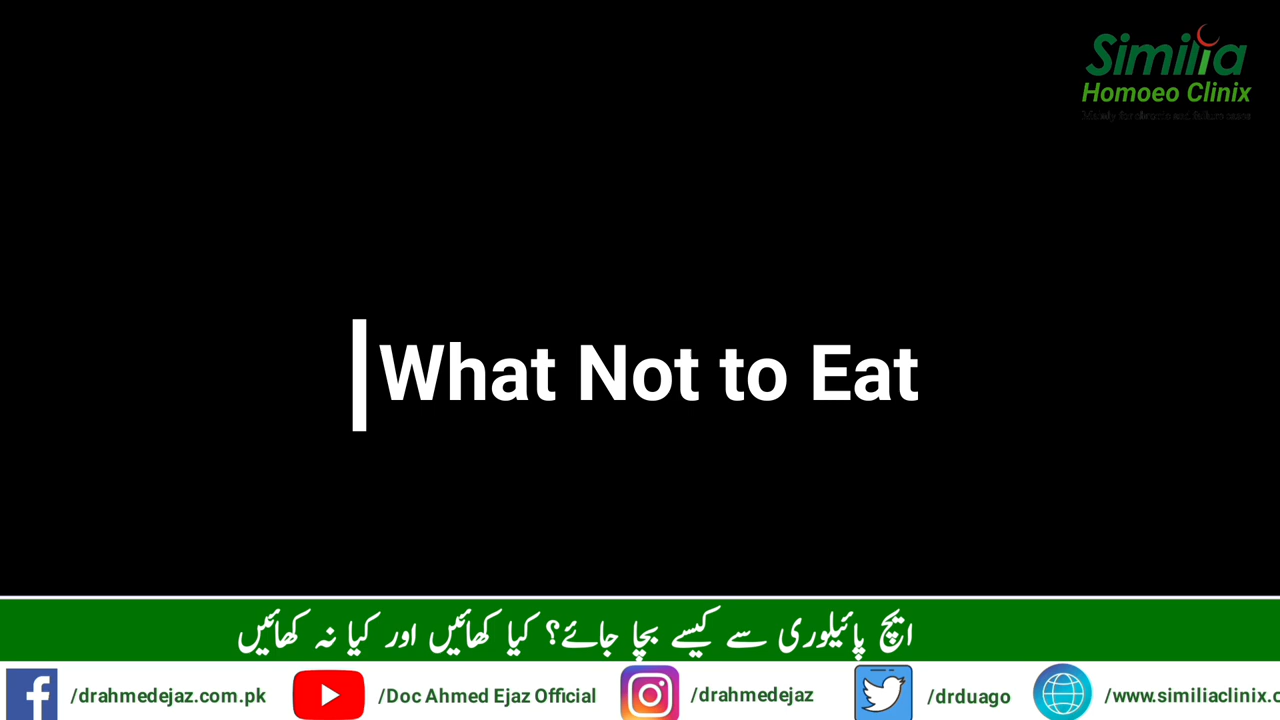 Similia
Homoeo Clinix
What Not to Eat
ایچ پائیلوری سے کیسے بچا جائے؟ کیا کھائیں اور کیا نہ کھائیں
/drahmedejaz.com.pk /Doc Ahmed Ejaz Official /drahmedejaz /drduago /www.similiaclinix.c